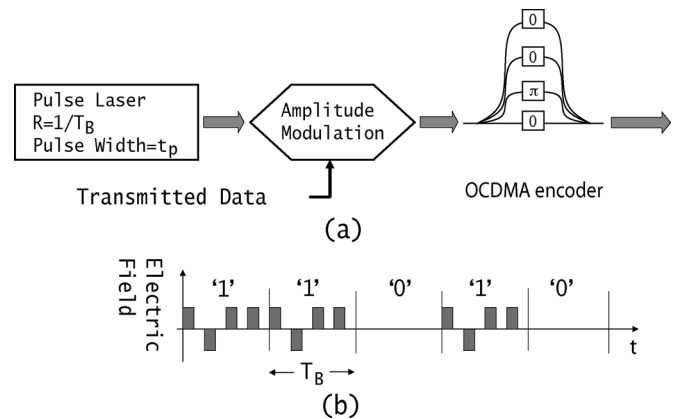 0
0
π
0
Pulse Laser
R=1/T_B
Pulse Width=t_p
Amplitude
Modulation
Transmitted Data
OCDMA encoder
(a)
Electric
Field
‘1’ ‘1’ ‘0’ ‘1’ ‘0’
t
T_B
(b)